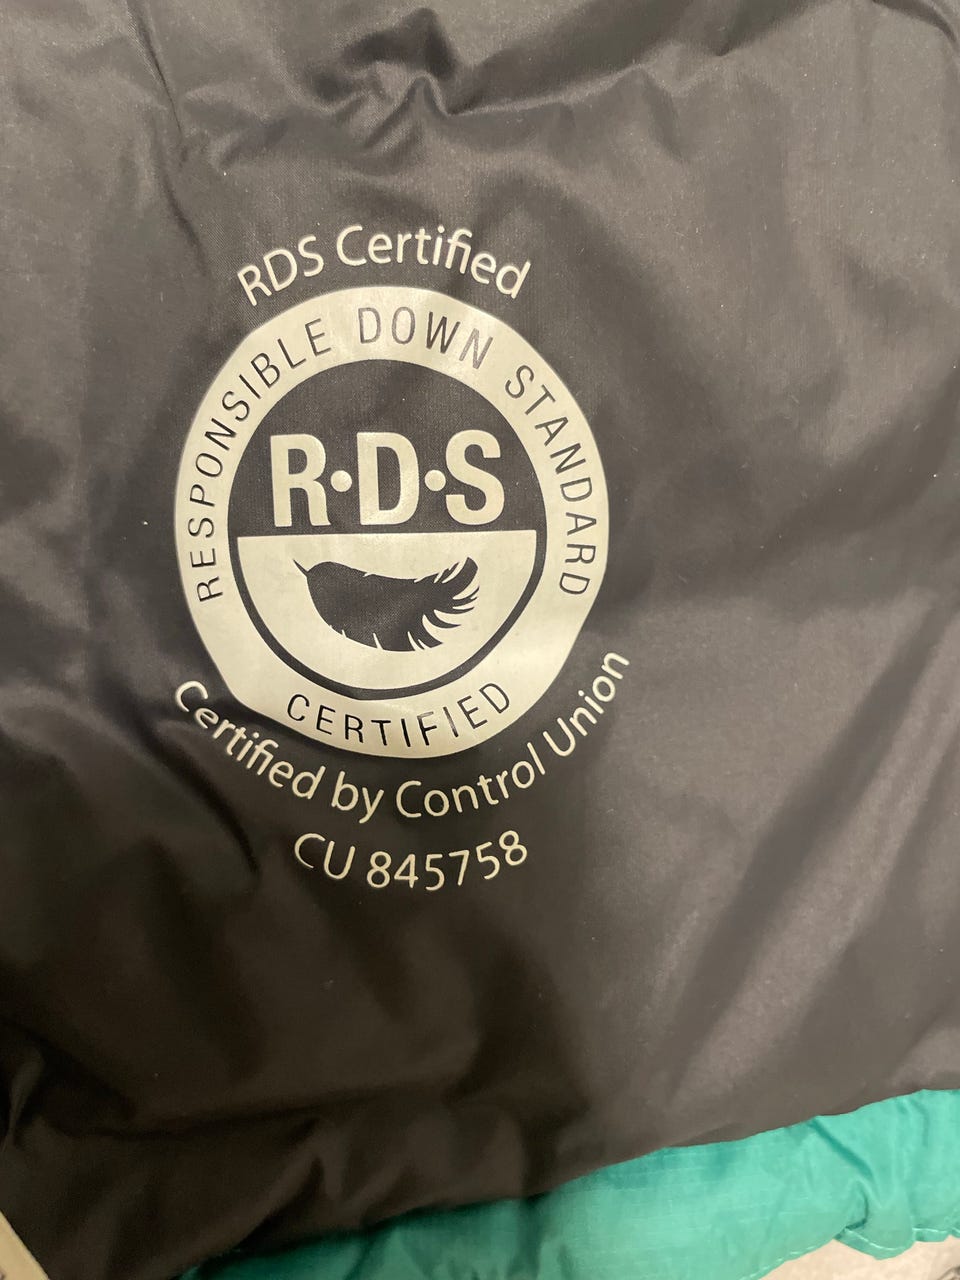 RDS Certified
RESPONSIBLE DOWN STANDARD
R·D·S
CERTIFIED
Certified by Control Union
CU 845758